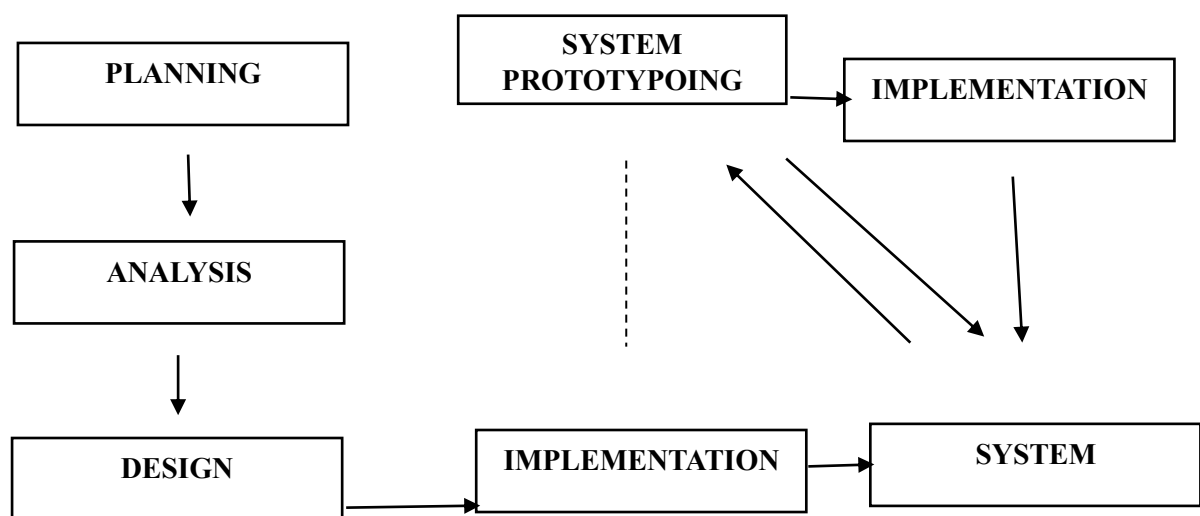 PLANNING
SYSTEM
PROTOTYPOING
IMPLEMENTATION
ANALYSIS
DESIGN
IMPLEMENTATION
SYSTEM